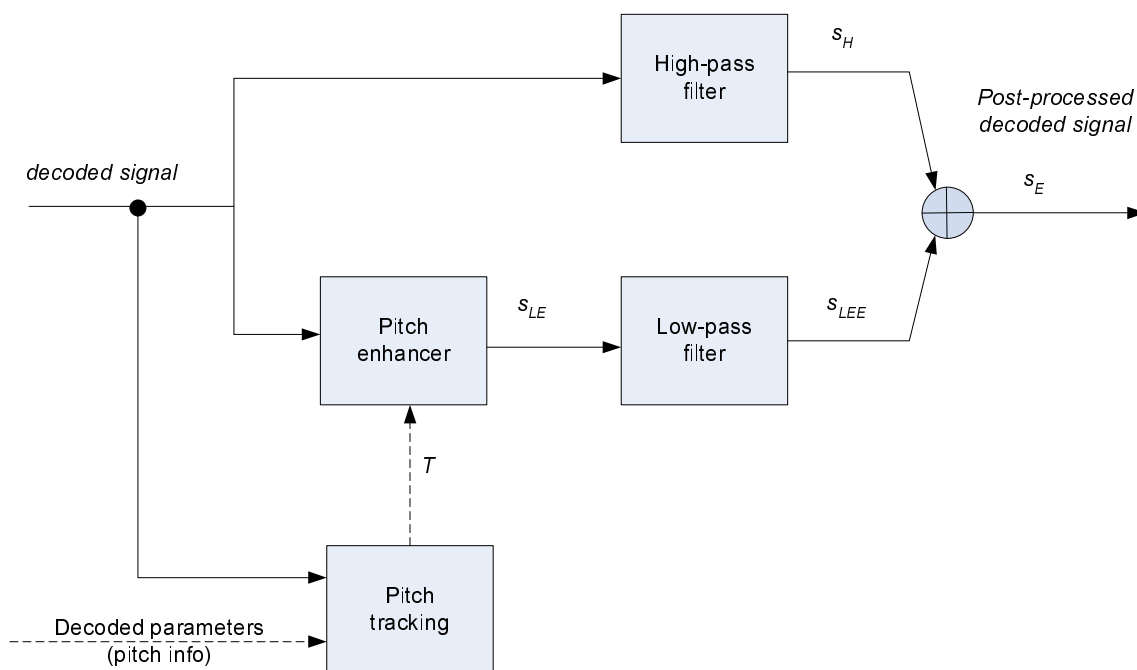 s_H
High-pass
filter
Post-processed
decoded signal
decoded signal
s_E
Pitch
enhancer
s_LE
Low-pass
filter
s_LEE
T
Pitch
tracking
Decoded parameters
(pitch info)